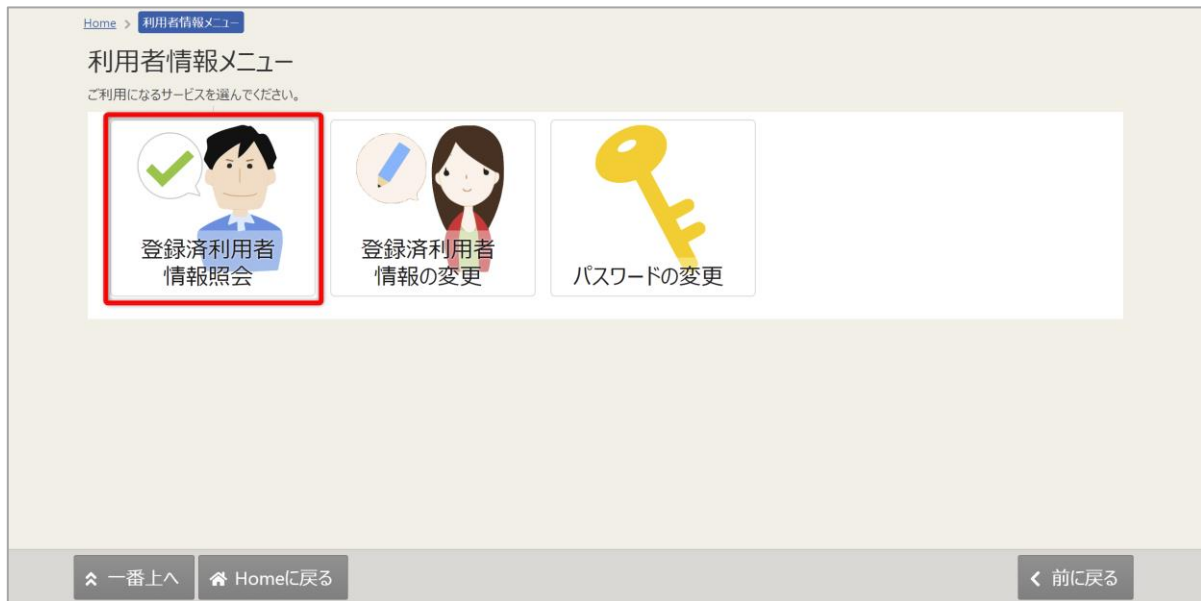 Home > 利用者情報メニュー
利用者情報メニュー
ご利用になるサービスを選んでください。
登録済利用者
情報照会
登録済利用者
情報の変更
パスワードの変更
一番上へ
Homeに戻る
前に戻る